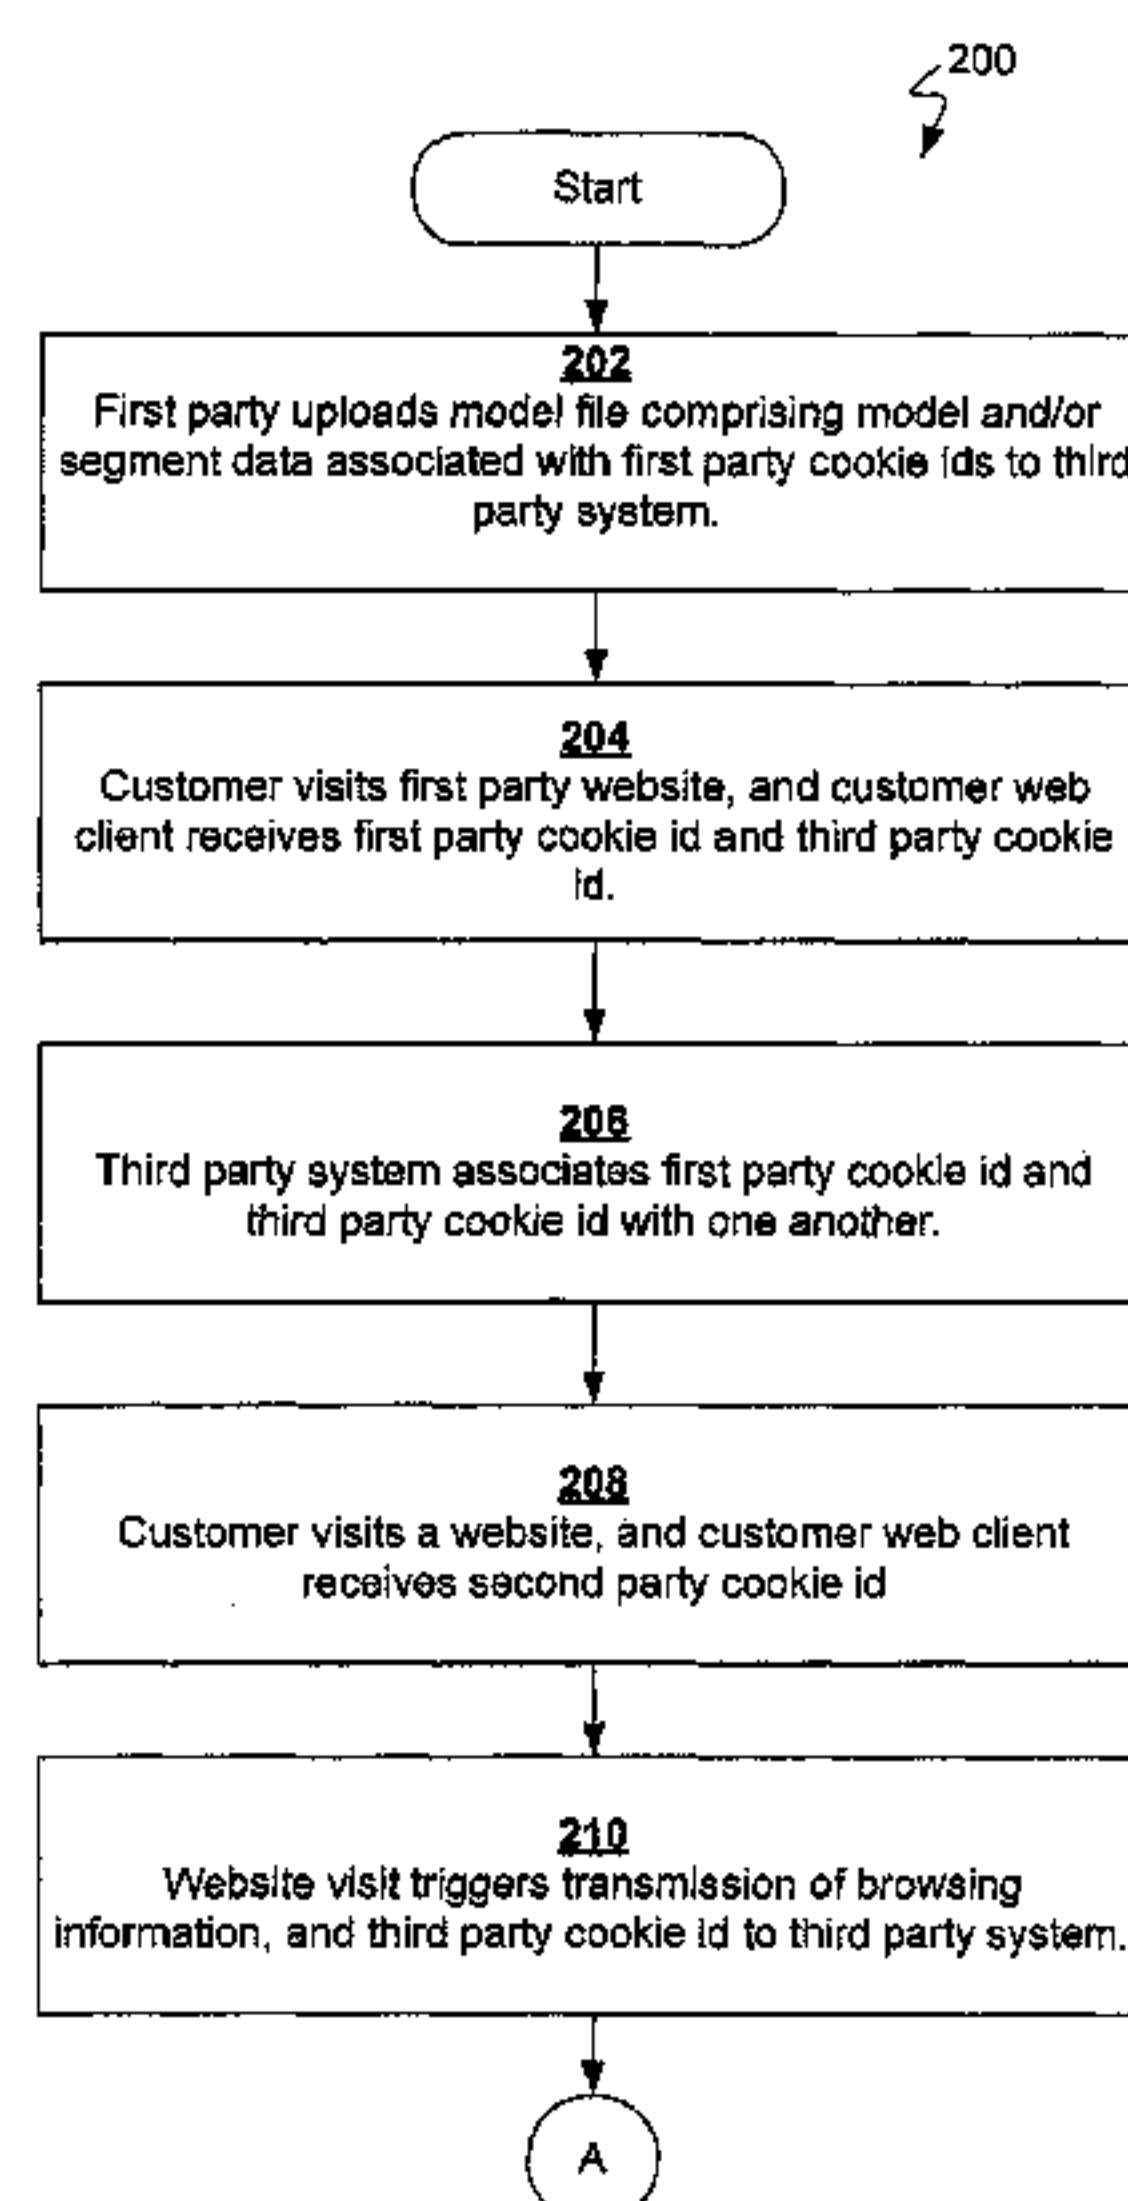 200
Start
202
First party uploads model file comprising model and/or
segment data associated with first party cookie ids to third
party system.
204
Customer visits first party website, and customer web
client receives first party cookie id and third party cookie
id.
206
Third party system associates first party cookie id and
third party cookie id with one another.
208
Customer visits a website, and customer web client
receives second party cookie id
210
Website visit triggers transmission of browsing
information, and third party cookie id to third party system.
A